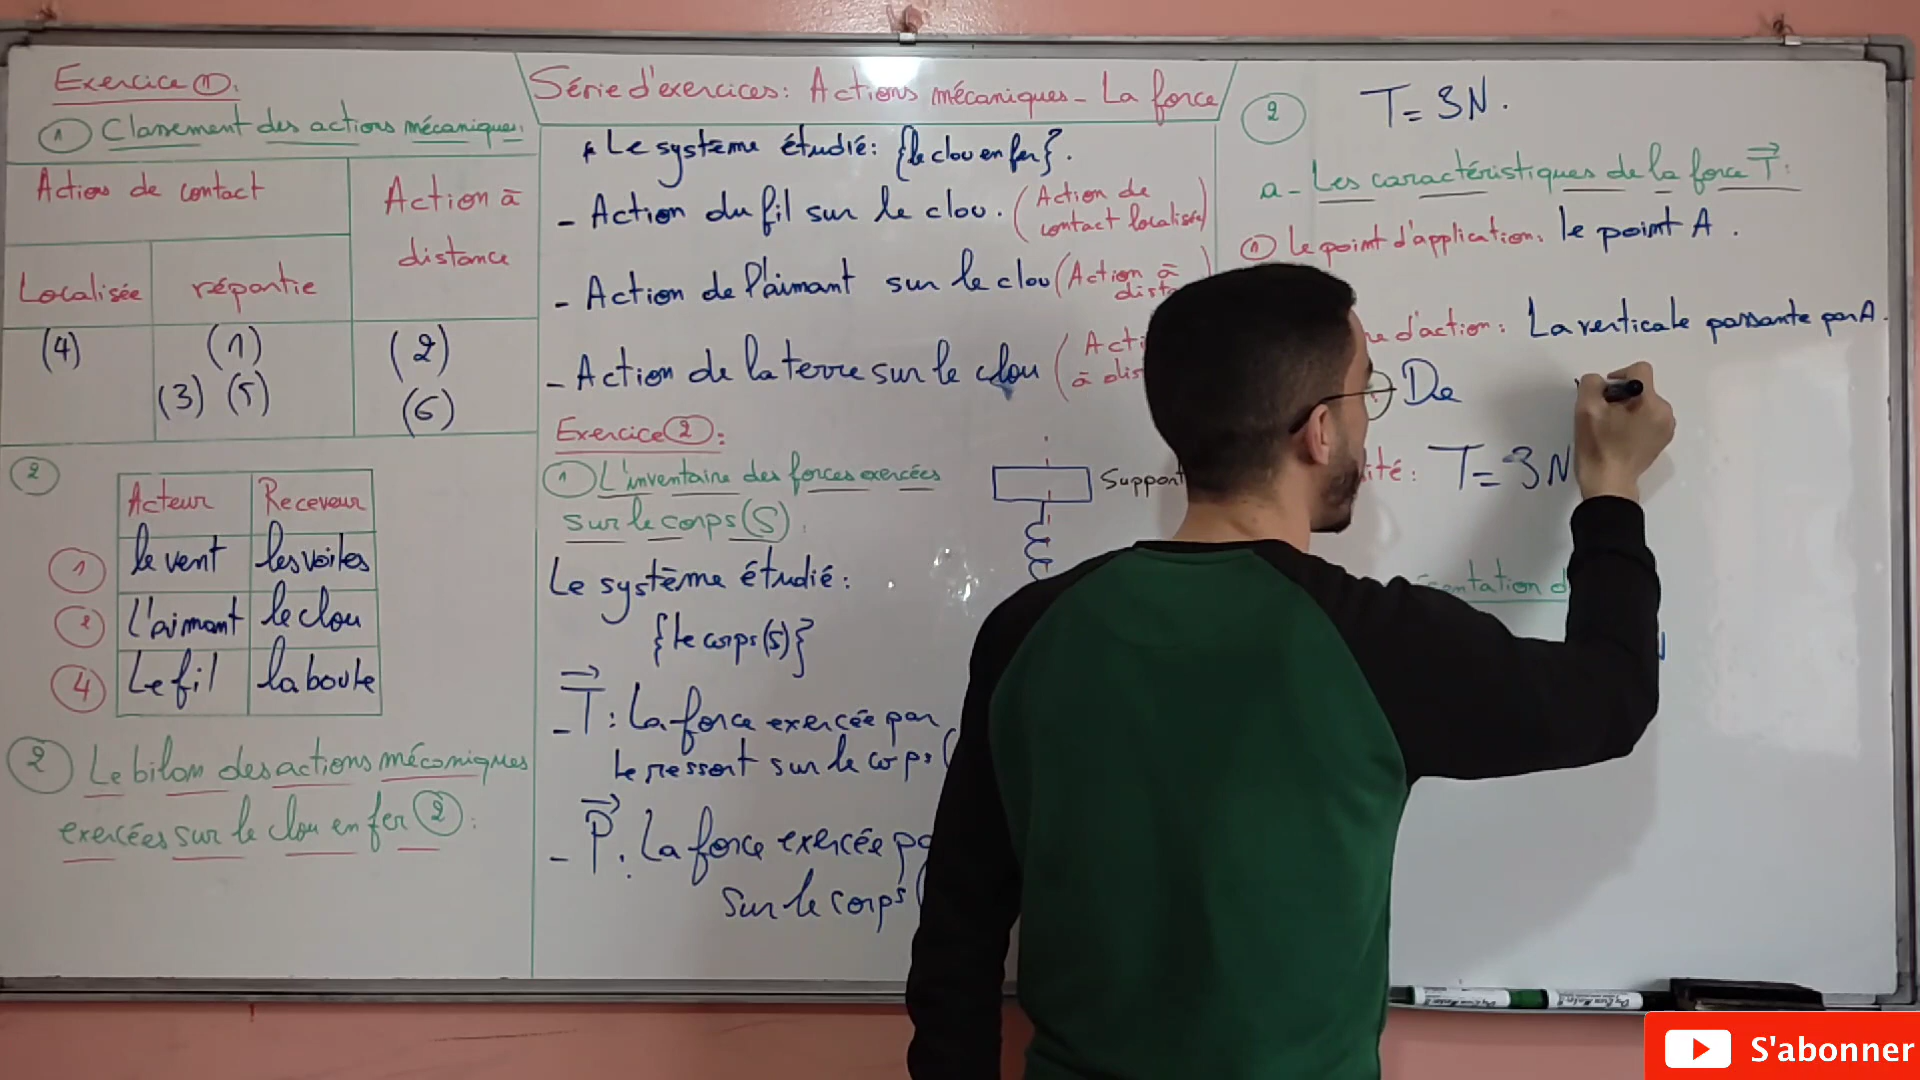 Exercice 1:
1 Classement des actions mécaniques:
Action de contact
Action à
distance
Localisée
répartie
(4)
(1)
(2)
(3) (5)
(6)
2
Acteur
Receveur
1
le vent
les voiles
2
L'aimant
le clou
4
Le fil
la boule
2 Le bilan des actions mécaniques
exercées sur le clou en fer 2:
Série d'exercices: Actions mécaniques - La force
* Le système étudié: {le clou en fer}.
- Action du fil sur le clou. (Action de
contact localisée)
- Action de l'aimant sur le clou (Action à
- Action de la terre sur le clou
Exercice 2:
1 L'inventaire des forces exercées
sur le corps (S):
Support
Le système étudié:
{le corps (S)}
- T: La force exercée par
le ressort sur le corps
- P: La force exercée
sur le corps
2
T = 3N.
a - Les caractéristiques de la force T:
1 Le point d'application: le point A.
d'action: La verticale passante par A.
De
T = 3N
S'abonner